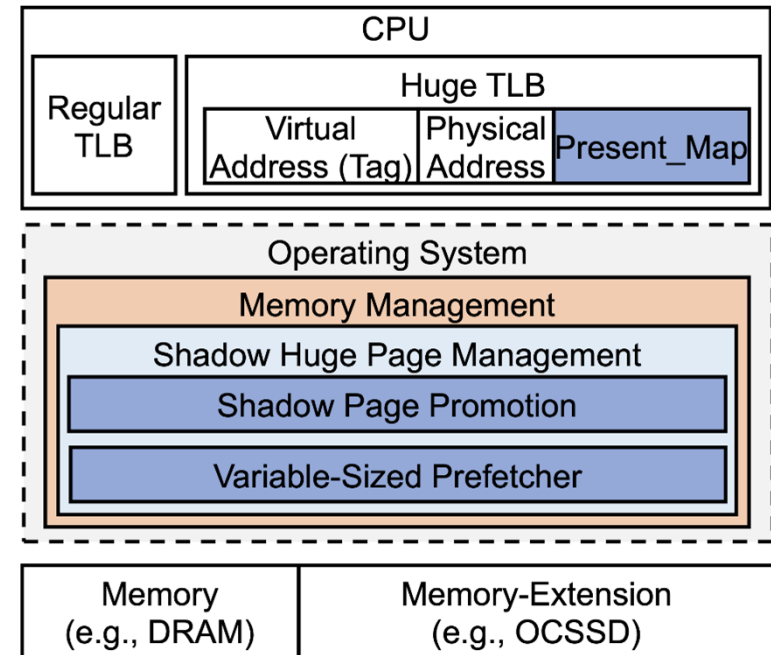 CPU
Regular
TLB
Huge TLB
Virtual
Address (Tag)
Physical
Address
Present_Map
Operating System
Memory Management
Shadow Huge Page Management
Shadow Page Promotion
Variable-Sized Prefetcher
Memory
(e.g., DRAM)
Memory-Extension
(e.g., OCSSD)